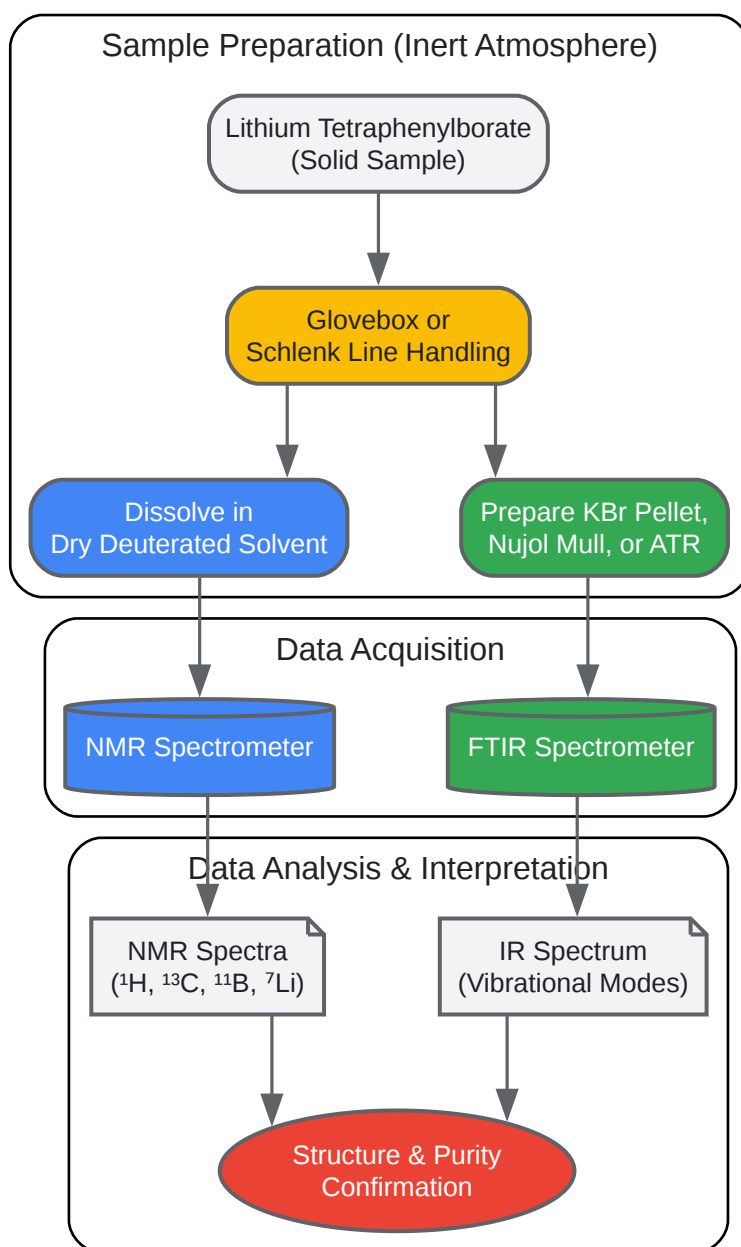 Sample Preparation (Inert Atmosphere)
Lithium Tetraphenylborate
(Solid Sample)
Glovebox or
Schlenk Line Handling
Dissolve in
Dry Deuterated Solvent
Prepare KBr Pellet,
Nujol Mull, or ATR
Data Acquisition
NMR Spectrometer
FTIR Spectrometer
Data Analysis & Interpretation
NMR Spectra
(¹H, ¹³C, ¹¹B, ⁷Li)
IR Spectrum
(Vibrational Modes)
Structure & Purity
Confirmation